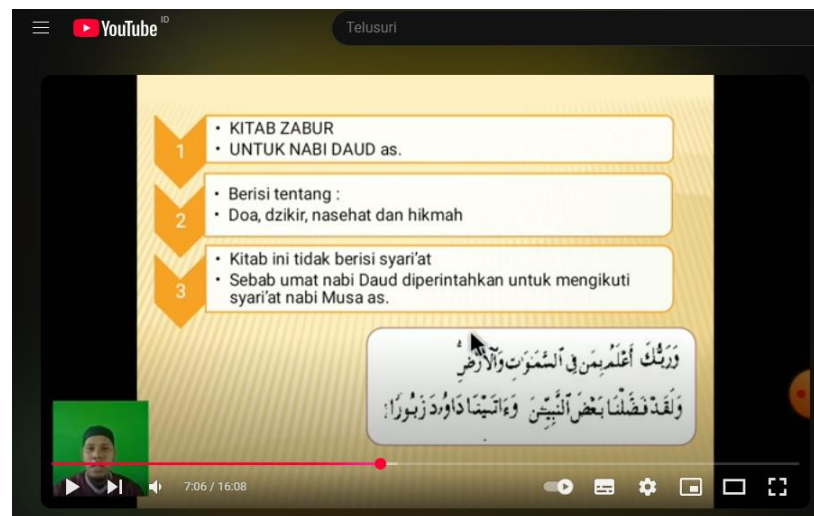 YouTube ID
Telusuri
1
• KITAB ZABUR
• UNTUK NABI DAUD as.
2
• Berisi tentang :
• Doa, dzikir, nasehat dan hikmah
3
• Kitab ini tidak berisi syari'at
• Sebab umat nabi Daud diperintahkan untuk mengikuti
syari'at nabi Musa as.
وَرَبُّكَ أَعْلَمُ بِمَن فِي ٱلسَّمَٰوَٰتِ وَٱلْأَرْضِۗ
وَلَقَدْ فَضَّلْنَا بَعْضَ ٱلنَّبِيِّـۧنَ وَءَاتَيْنَا دَاوُۥدَ زَبُورًا
7:06 / 16:08